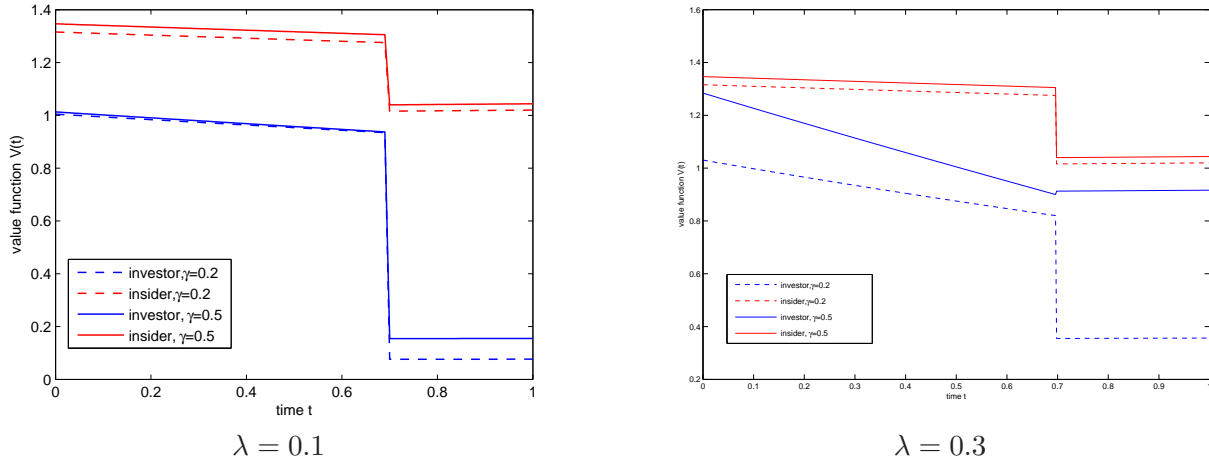 1.4
1.2
1
0.8
0.6
0.4
0.2
0
value function V(t)
investor,γ=0.2
insider,γ=0.2
investor, γ=0.5
insider, γ=0.5
0 0.2 0.4 0.6 0.8 1
time t
λ = 0.1
1.6
1.4
1.2
1
0.8
0.6
0.4
0.2
value function V(t)
investor,γ=0.2
insider,γ=0.2
investor, γ=0.5
insider, γ=0.5
0 0.1 0.2 0.3 0.4 0.5 0.6 0.7 0.8 0.9 1
time t
λ = 0.3